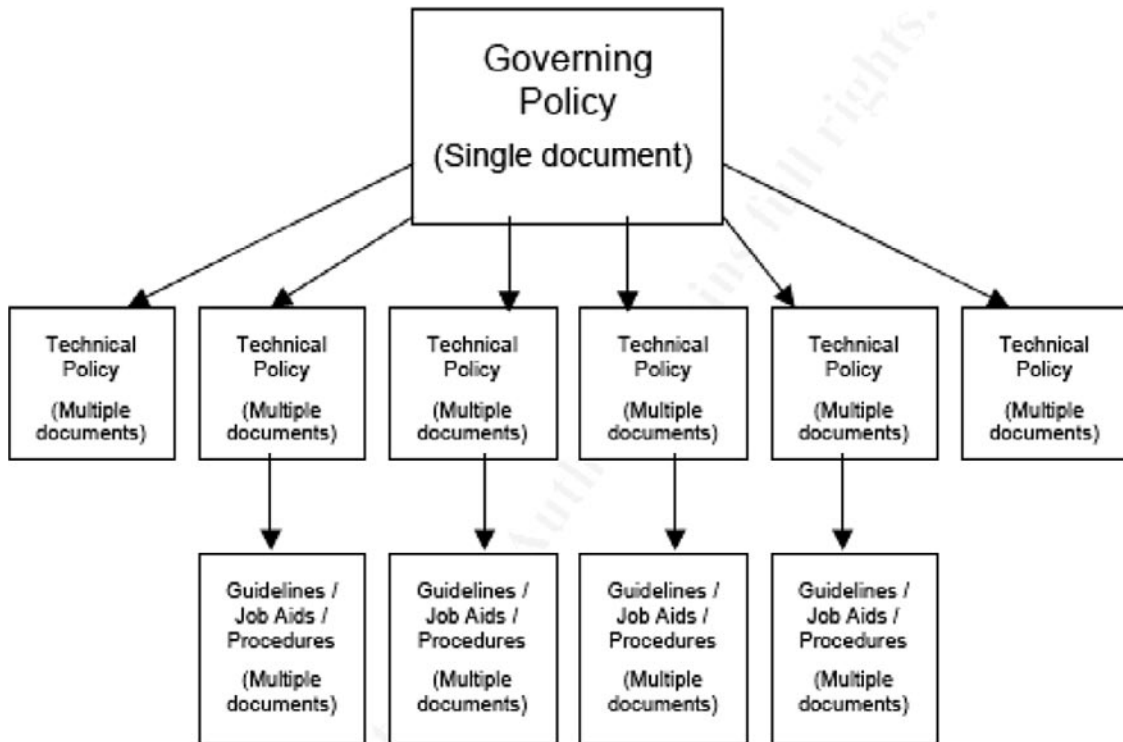 Governing
Policy
(Single document)
Technical
Policy
(Multiple
documents)
Technical
Policy
(Multiple
documents)
Technical
Policy
(Multiple
documents)
Technical
Policy
(Multiple
documents)
Technical
Policy
(Multiple
documents)
Technical
Policy
(Multiple
documents)
Guidelines /
Job Aids /
Procedures
(Multiple
documents)
Guidelines /
Job Aids /
Procedures
(Multiple
documents)
Guidelines /
Job Aids /
Procedures
(Multiple
documents)
Guidelines /
Job Aids /
Procedures
(Multiple
documents)
full rights.